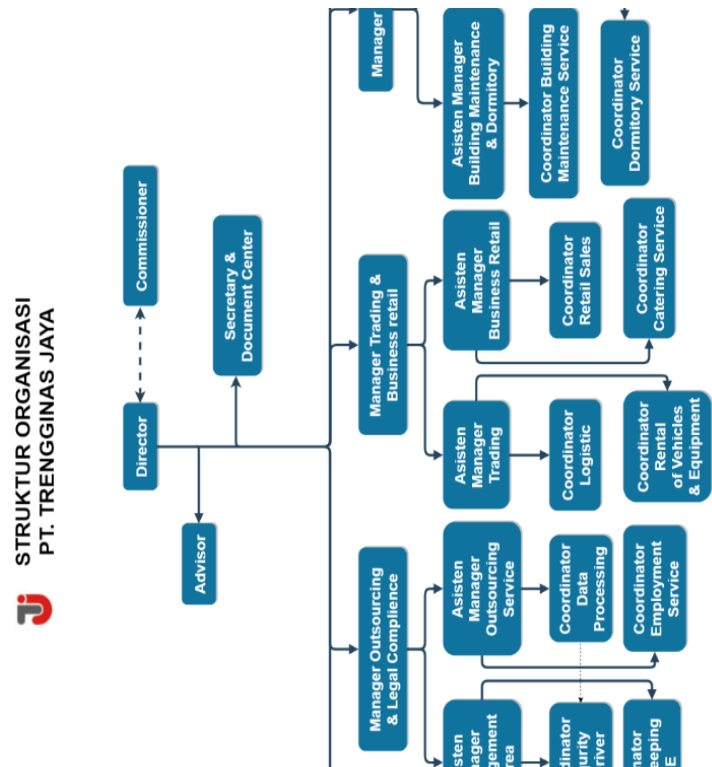 STRUKTUR ORGANISASI
PT. TRENGGINAS JAYA
Commissioner
Director
Secretary &
Document Center
Advisor
Manager
Manager Trading &
Business retail
Manager Outsourcing
& Legal Complience
Asisten Manager
Building Maintenance
& Dormitory
Coordinator Building
Maintenance Service
Coordinator
Dormitory Service
Asisten
Manager
Business Retail
Coordinator
Retail Sales
Coordinator
Catering Service
Asisten
Manager
Trading
Coordinator
Logistic
Coordinator
Rental
of Vehicles
& Equipment
Asisten
Manager
Outsourcing
Service
Coordinator
Data
Processing
Coordinator
Employment
Service